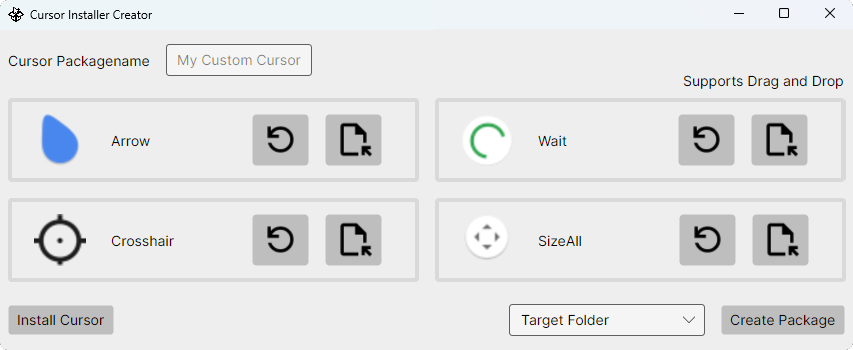 Cursor Installer Creator
Cursor Packagename
My Custom Cursor
Supports Drag and Drop
Arrow
Wait
Crosshair
SizeAll
Install Cursor
Target Folder
Create Package